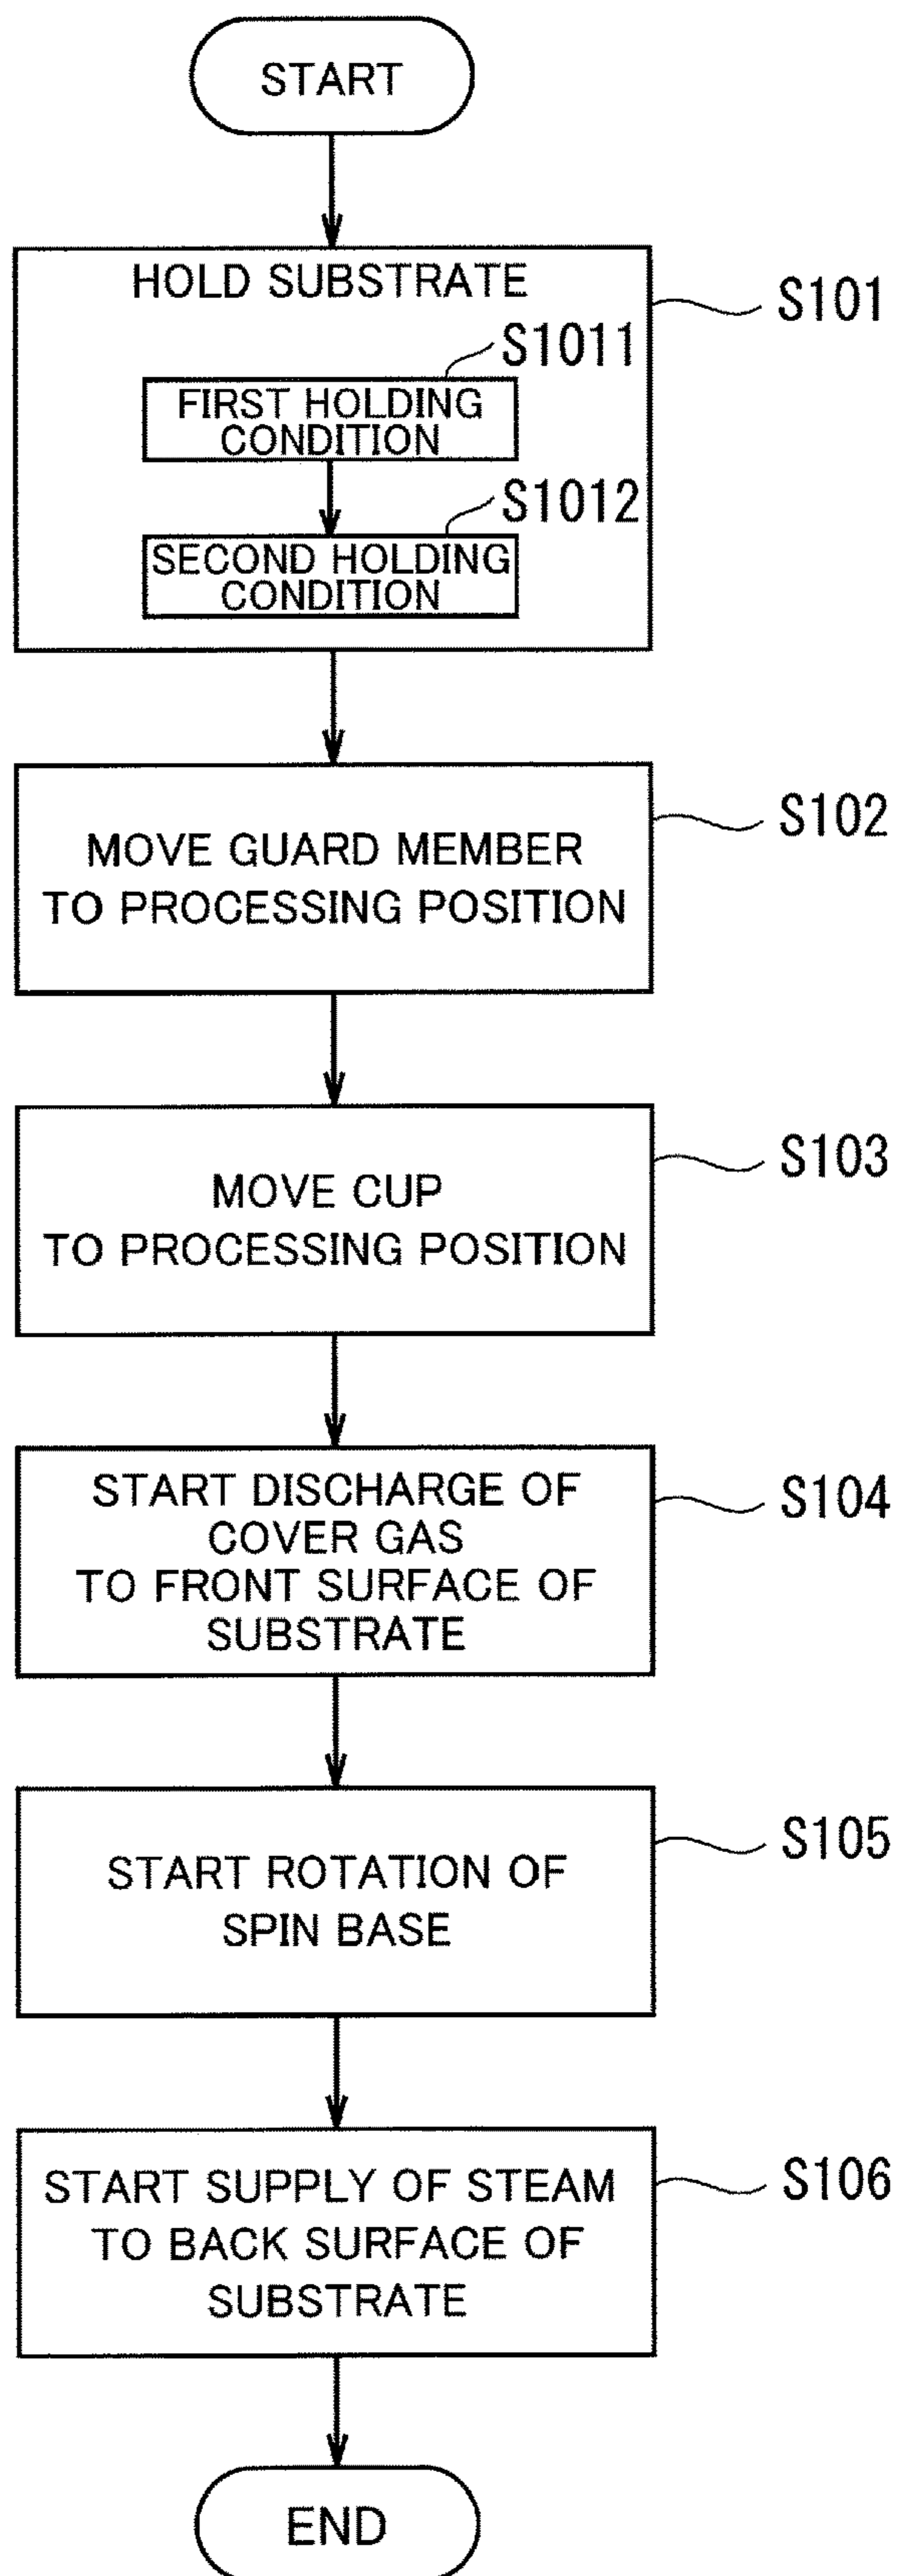 START
HOLD SUBSTRATE
S101
S1011
FIRST HOLDING
CONDITION
S1012
SECOND HOLDING
CONDITION
S102
MOVE GUARD MEMBER
TO PROCESSING POSITION
S103
MOVE CUP
TO PROCESSING POSITION
S104
START DISCHARGE OF
COVER GAS
TO FRONT SURFACE OF
SUBSTRATE
S105
START ROTATION OF
SPIN BASE
S106
START SUPPLY OF STEAM
TO BACK SURFACE OF
SUBSTRATE
END